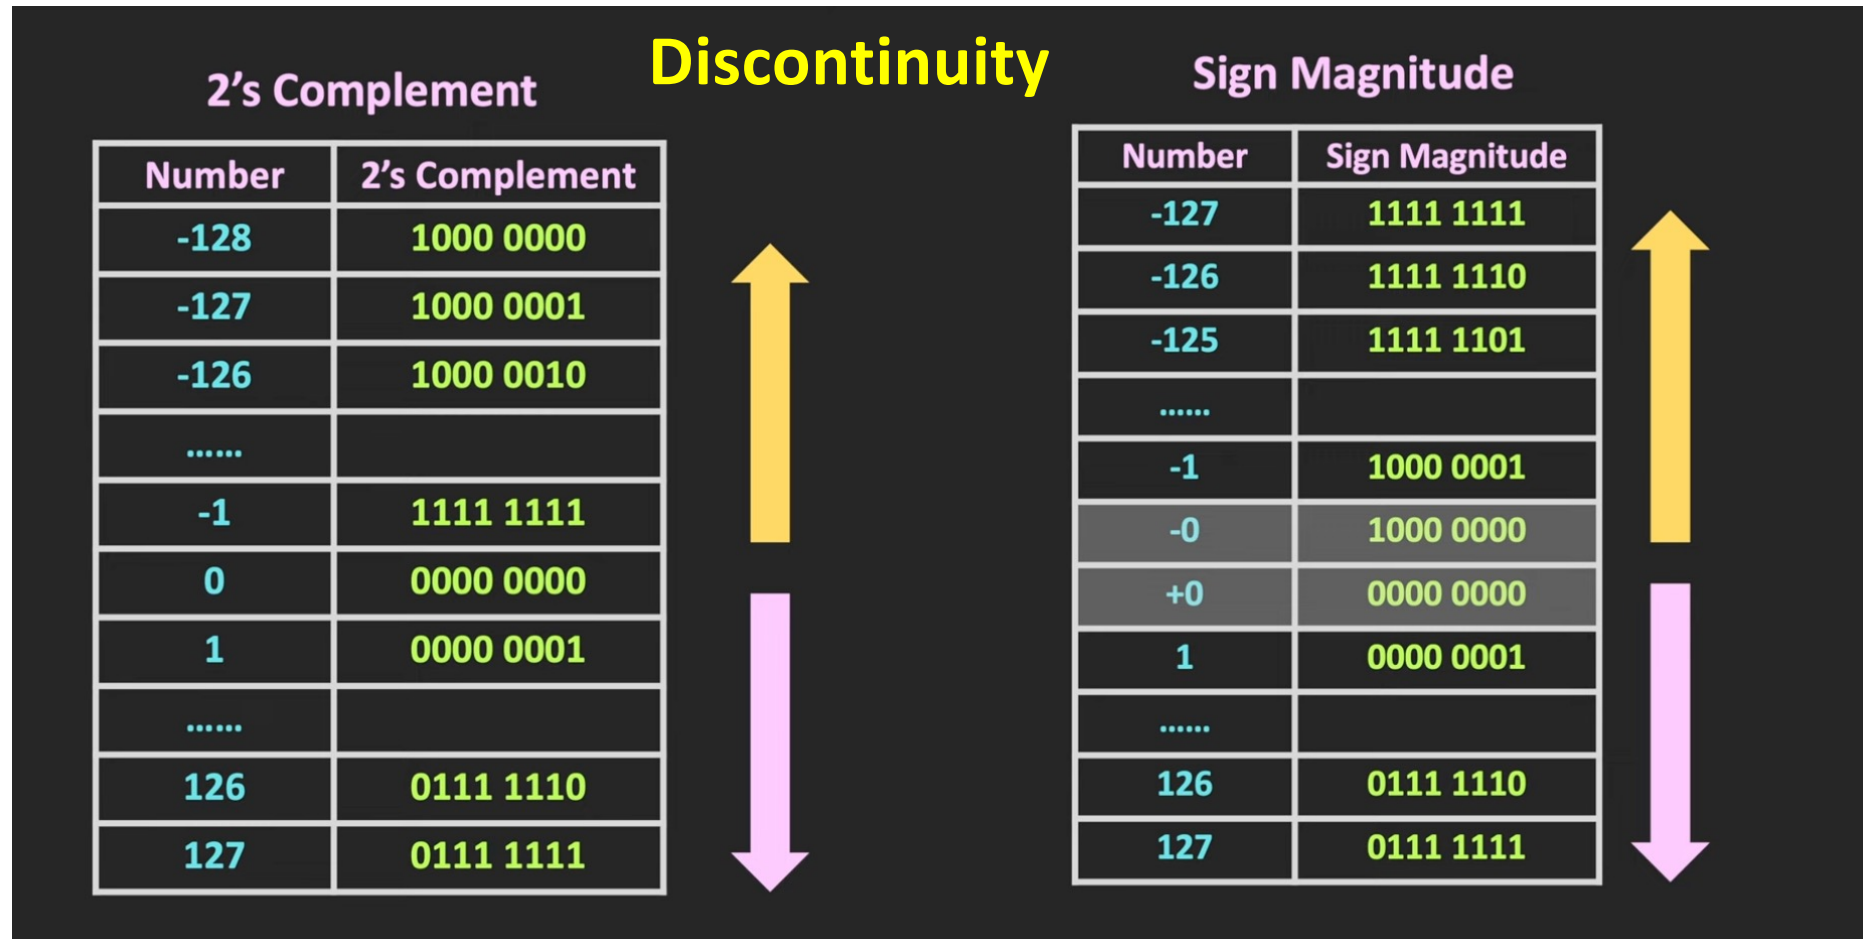 Discontinuity
2's Complement
Number 2's Complement
-128 1000 0000
-127 1000 0001
-126 1000 0010
......
-1 1111 1111
0 0000 0000
1 0000 0001
......
126 0111 1110
127 0111 1111
Sign Magnitude
Number Sign Magnitude
-127 1111 1111
-126 1111 1110
-125 1111 1101
......
-1 1000 0001
-0 1000 0000
+0 0000 0000
1 0000 0001
......
126 0111 1110
127 0111 1111